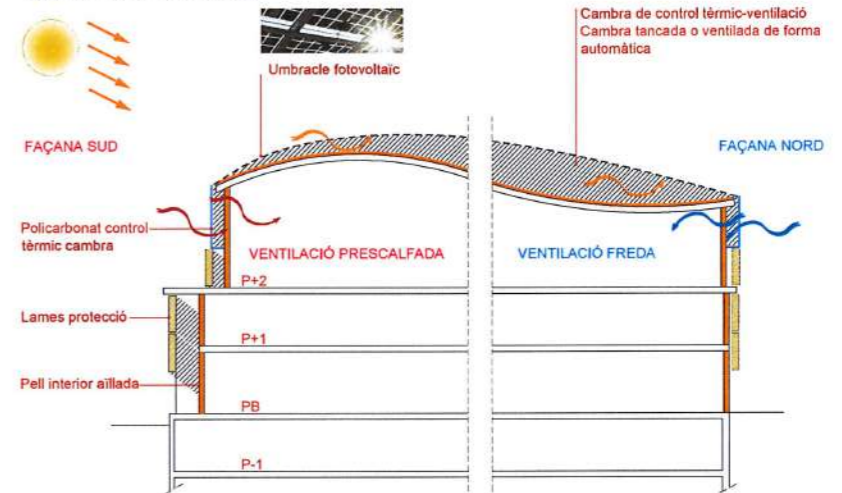 Cambra de control tèrmic-ventilació
Cambra tancada o ventilada de forma
automàtica
Umbracle fotovoltaïc
FAÇANA SUD
FAÇANA NORD
Policarbonat control
tèrmic cambra
VENTILACIÓ PRESCALFADA
VENTILACIÓ FREDA
P+2
Lames protecció
P+1
Pell interior aïllada
PB
P-1